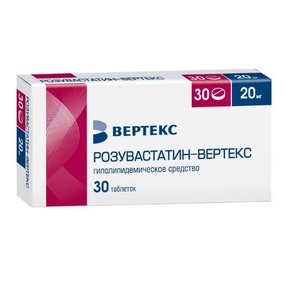 30 20 мг
ВЕРТЕКС
РОЗУВАСТАТИН-ВЕРТЕКС
гиполипидемическое средство
30 таблеток
30
20 мг